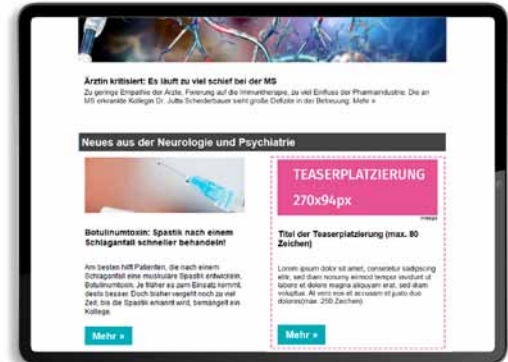 Ärztin kritisiert: Es läuft zu viel schief bei der MS
Zu geringe Empathie der Ärzte, Fixierung auf die Immuntherapie, zu viel Einfluss der Pharmaindustrie. Die an
MS erkrankte Kollegin Dr. Jutta Scheiderbauer sieht große Defizite in der Betreuung. Mehr »
Neues aus der Neurologie und Psychiatrie
Botulinumtoxin: Spastik nach einem
Schlaganfall schneller behandeln!
Am besten hilft Patienten, die nach einem
Schlaganfall eine muskuläre Spastik entwickeln,
Botulinumtoxin. Je früher es zum Einsatz kommt,
desto besser. Doch bisher vergeht noch zu viel
Zeit, bis die Spastik erkannt wird, bemängelt ein
Kollege.
Mehr »
TEASERPLATZIERUNG
270x94px
Titel der Teaserplatzierung (max. 80
Zeichen)
Lorem ipsum dolor sit amet, consetetur sadipscing
elitr, sed diam nonumy eirmod tempor invidunt ut
labore et dolore magna aliquyam erat, sed diam
voluptua. At vero eos et accusam et justo duo
dolores(max. 250 Zeichen)
Mehr »